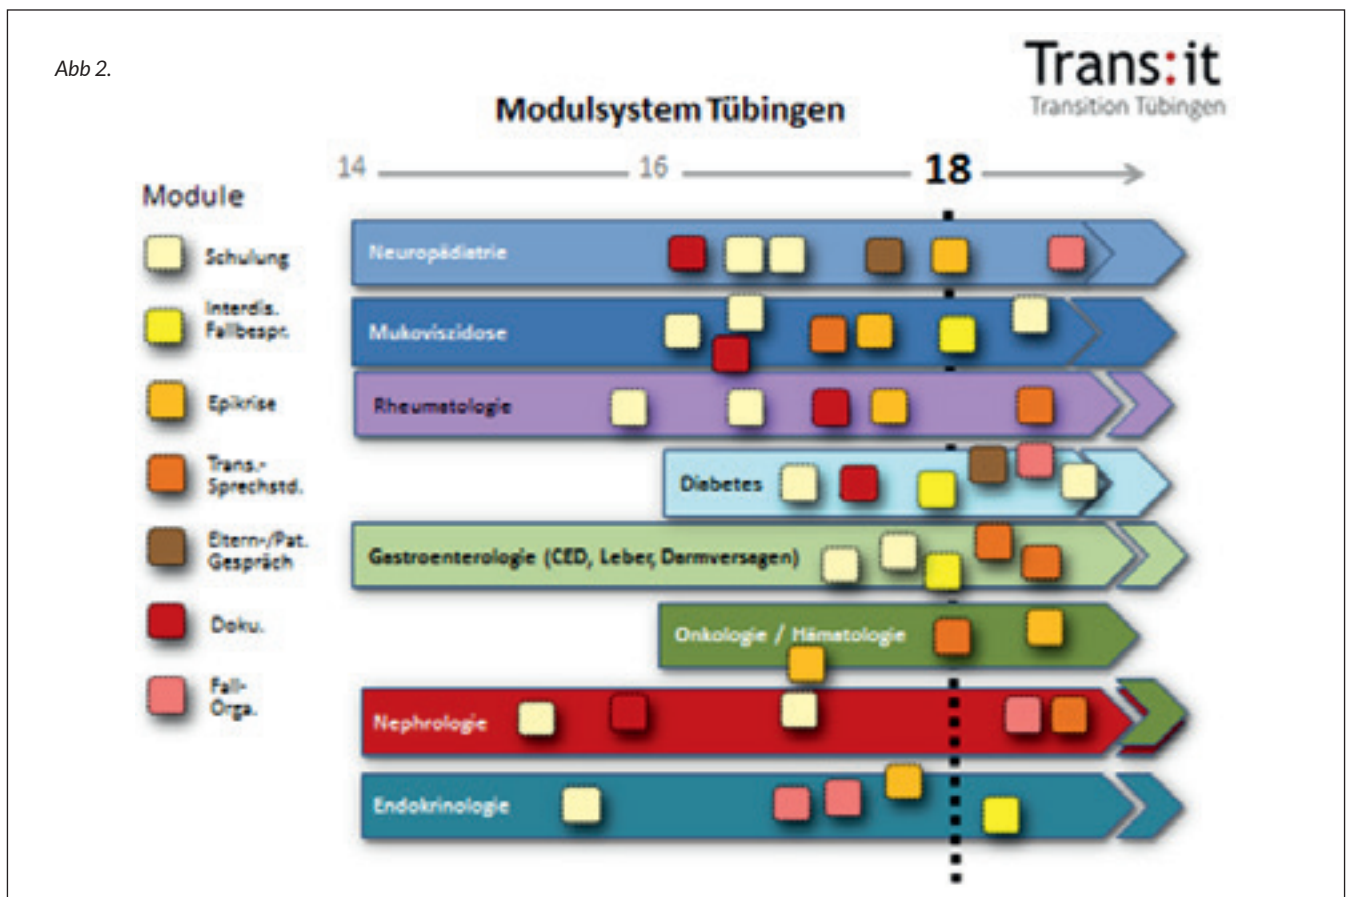 Abb 2.
Trans:it
Transition Tübingen
Modulsystem Tübingen
14
16
18
Module
Schulung
Interdis.
Fallbespr.
Epikrise
Trans.-
Sprechstd.
Eltern-/Pat.
Gespräch
Doku.
Fall-
Orga.
Neuropädiatrie
Mukoviszidose
Rheumatologie
Diabetes
Gastroenterologie (CED, Leber, Darmversagen)
Onkologie / Hämatologie
Nephrologie
Endokrinologie